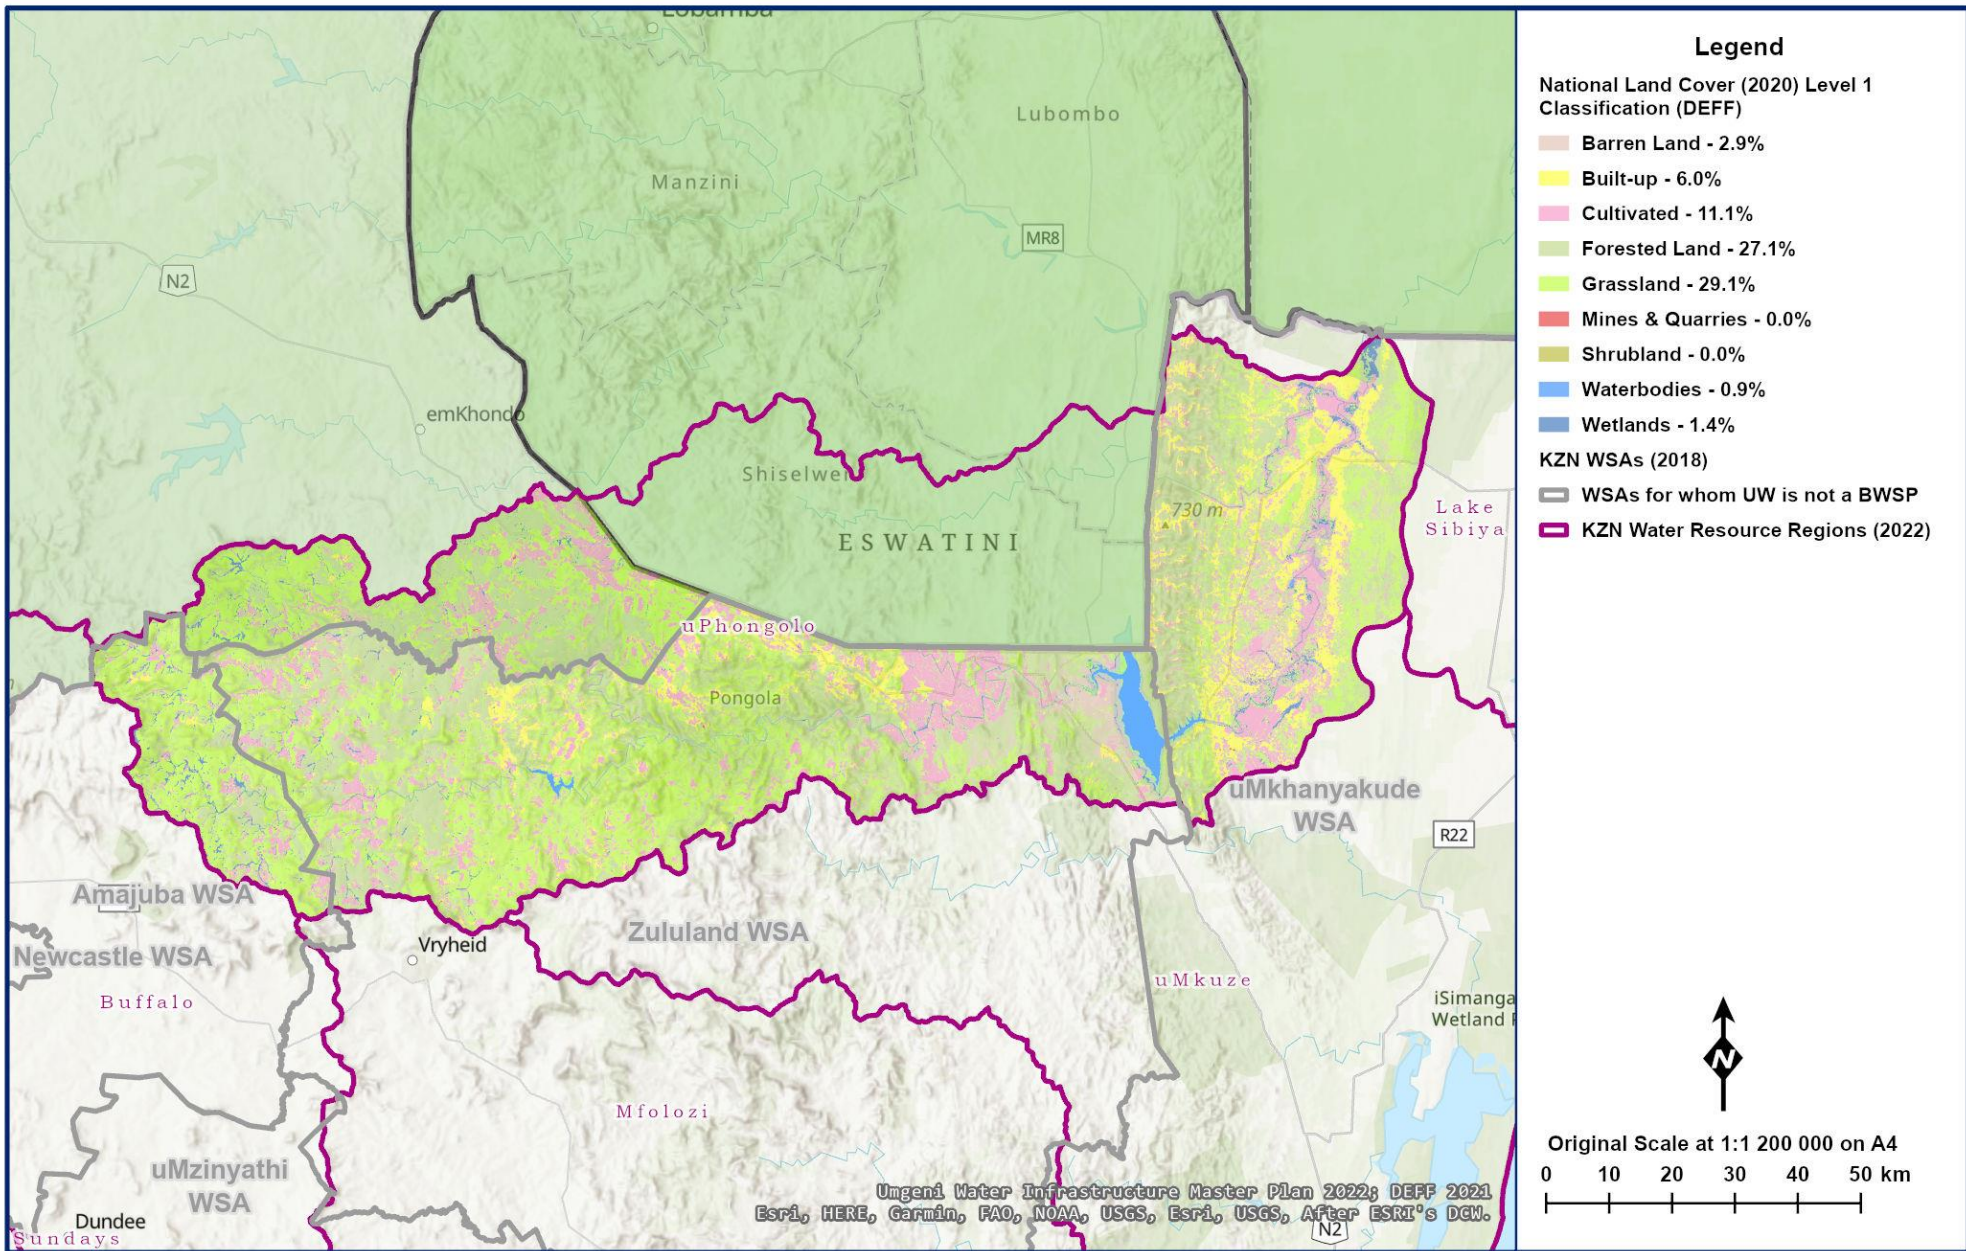 Lobamba
Lubombo
Manzini
MR8
N2
emKhondo
Shiselwe
730 m
Lake
Sibiya
ESWATINI
uPhongolo
Pongola
uMkhanyakude
WSA
R22
Amajuba WSA
Vryheid
Zululand WSA
Newcastle WSA
uMkuze
Buffalo
iSimanga
Wetland
Mfolozi
uMzinyathi
WSA
Dundee
Sundays
N2
Umgeni Water Infrastructure Master Plan 2022; DEFF 2021
Esri, HERE, Garmin, FAO, NOAA, USGS, Esri, USGS, After ESRI's DCW.
Legend
National Land Cover (2020) Level 1
Classification (DEFF)
Barren Land - 2.9%
Built-up - 6.0%
Cultivated - 11.1%
Forested Land - 27.1%
Grassland - 29.1%
Mines & Quarries - 0.0%
Shrubland - 0.0%
Waterbodies - 0.9%
Wetlands - 1.4%
KZN WSAs (2018)
WSAs for whom UW is not a BWSP
KZN Water Resource Regions (2022)
N
Original Scale at 1:1 200 000 on A4
0 10 20 30 40 50 km